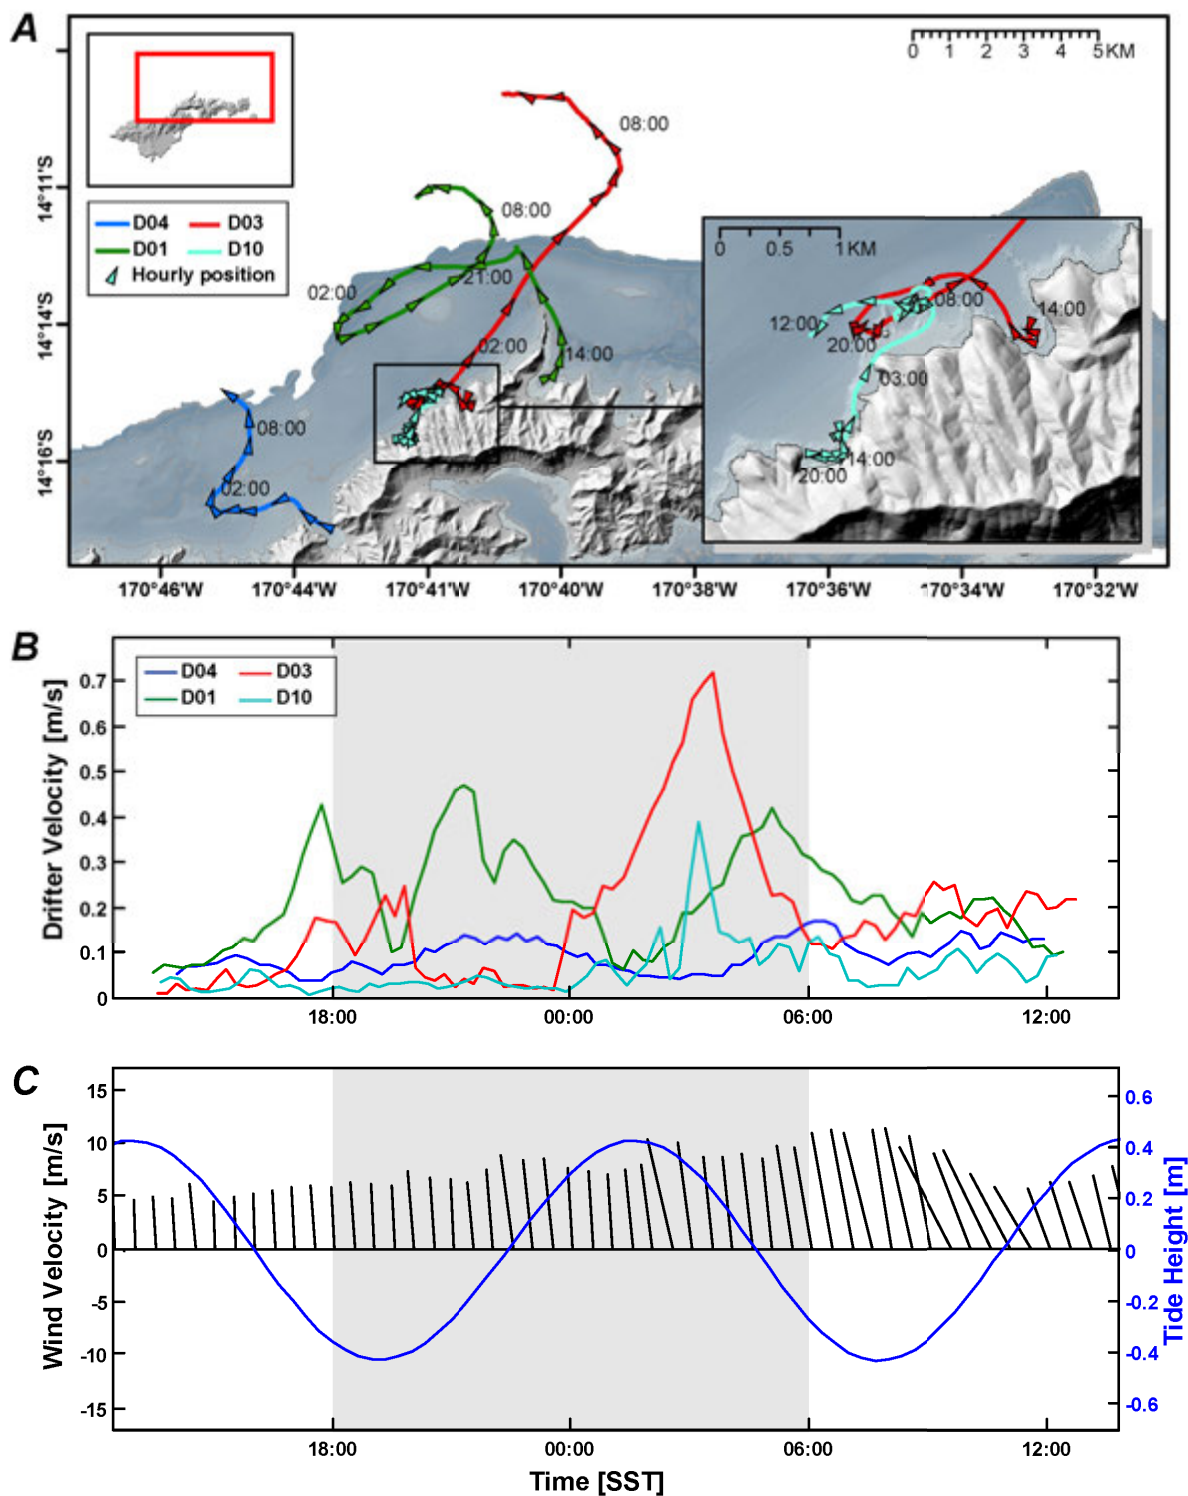 A
0 1 2 3 4 5 KM
D04 D03
D01 D10
Hourly position
14°11'S
14°14'S
14°16'S
08:00
08:00
02:00
21:00
02:00
14:00
08:00
02:00
0 0.5 1 KM
12:00
08:00
14:00
20:00
03:00
14:00
20:00
170°46'W 170°44'W 170°41'W 170°40'W 170°38'W 170°36'W 170°34'W 170°32'W
B
D04 D03
D01 D10
Drifter Velocity [m/s]
0.7
0.6
0.5
0.4
0.3
0.2
0.1
0
18:00 00:00 06:00 12:00
C
Wind Velocity [m/s]
15
10
5
0
-5
-10
-15
Tide Height [m]
0.6
0.4
0.2
0
-0.2
-0.4
-0.6
18:00 00:00 06:00 12:00
Time [SST]